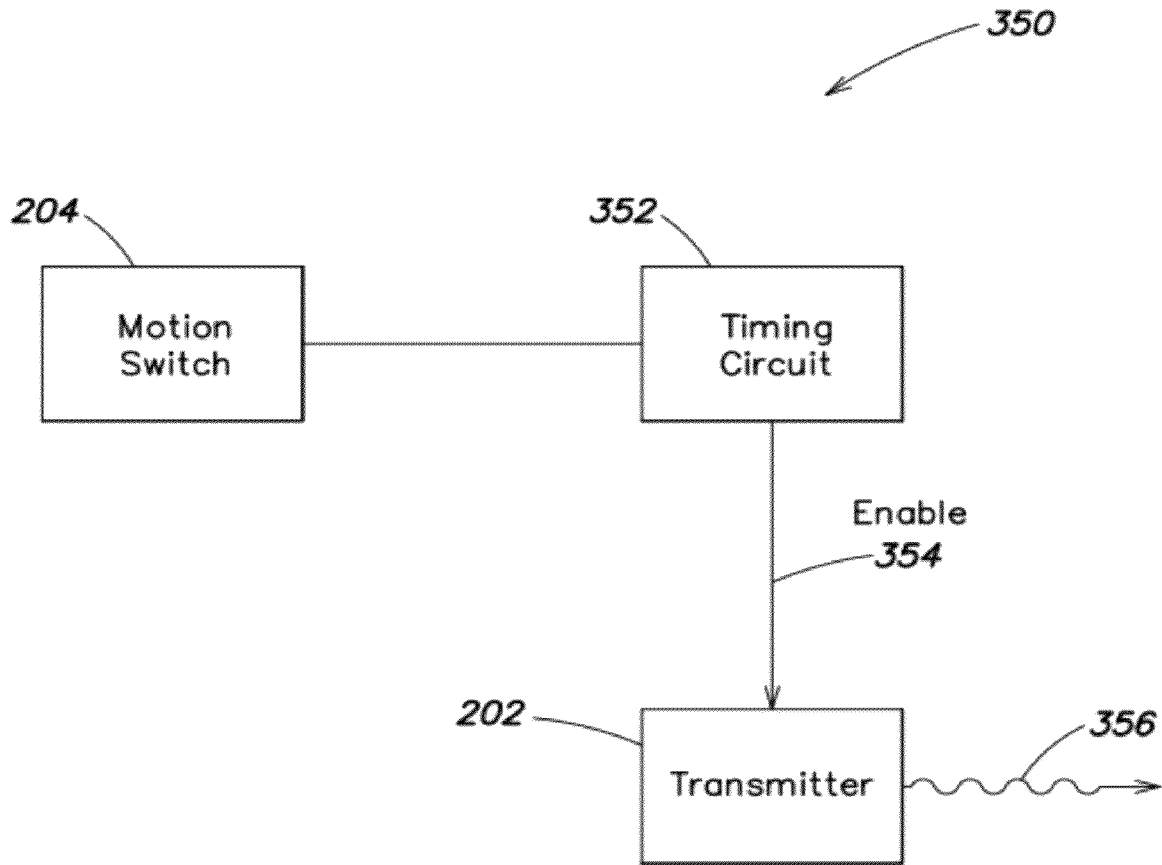 350
204
352
Motion
Switch
Timing
Circuit
Enable
354
202
356
Transmitter